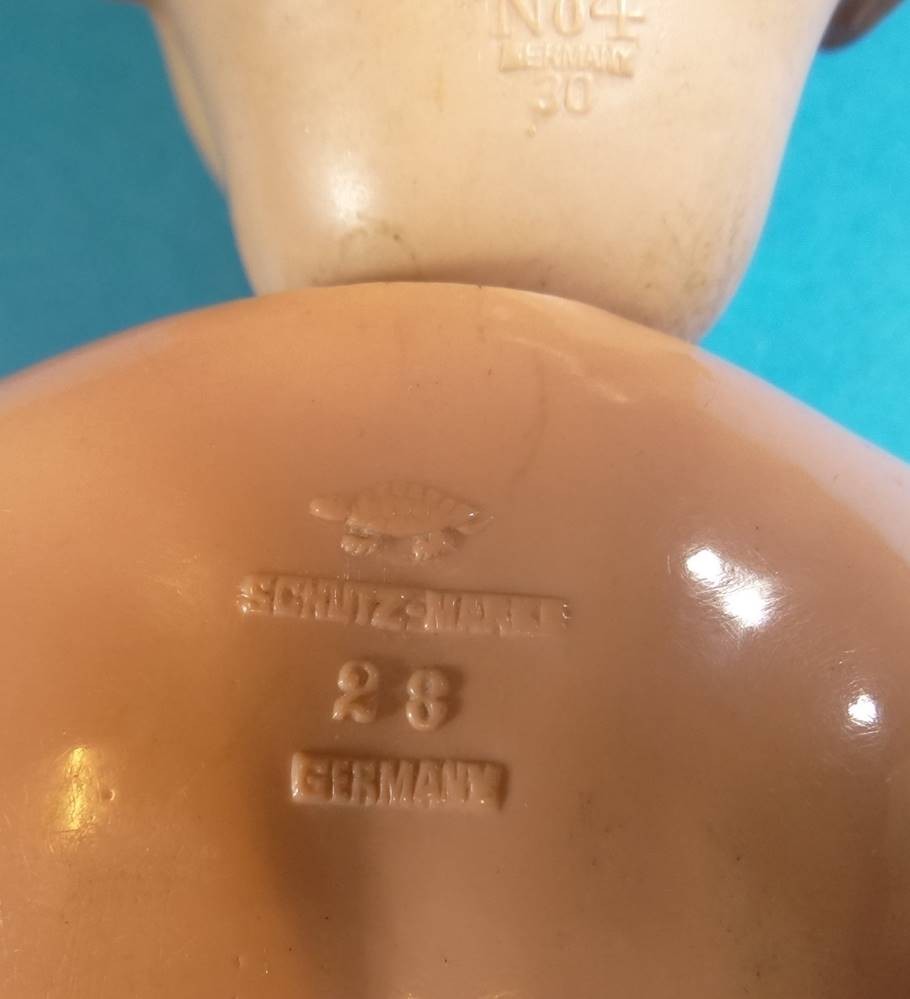 No 4
GERMANY
30
SCHUTZ-MARKE
28
GERMANY